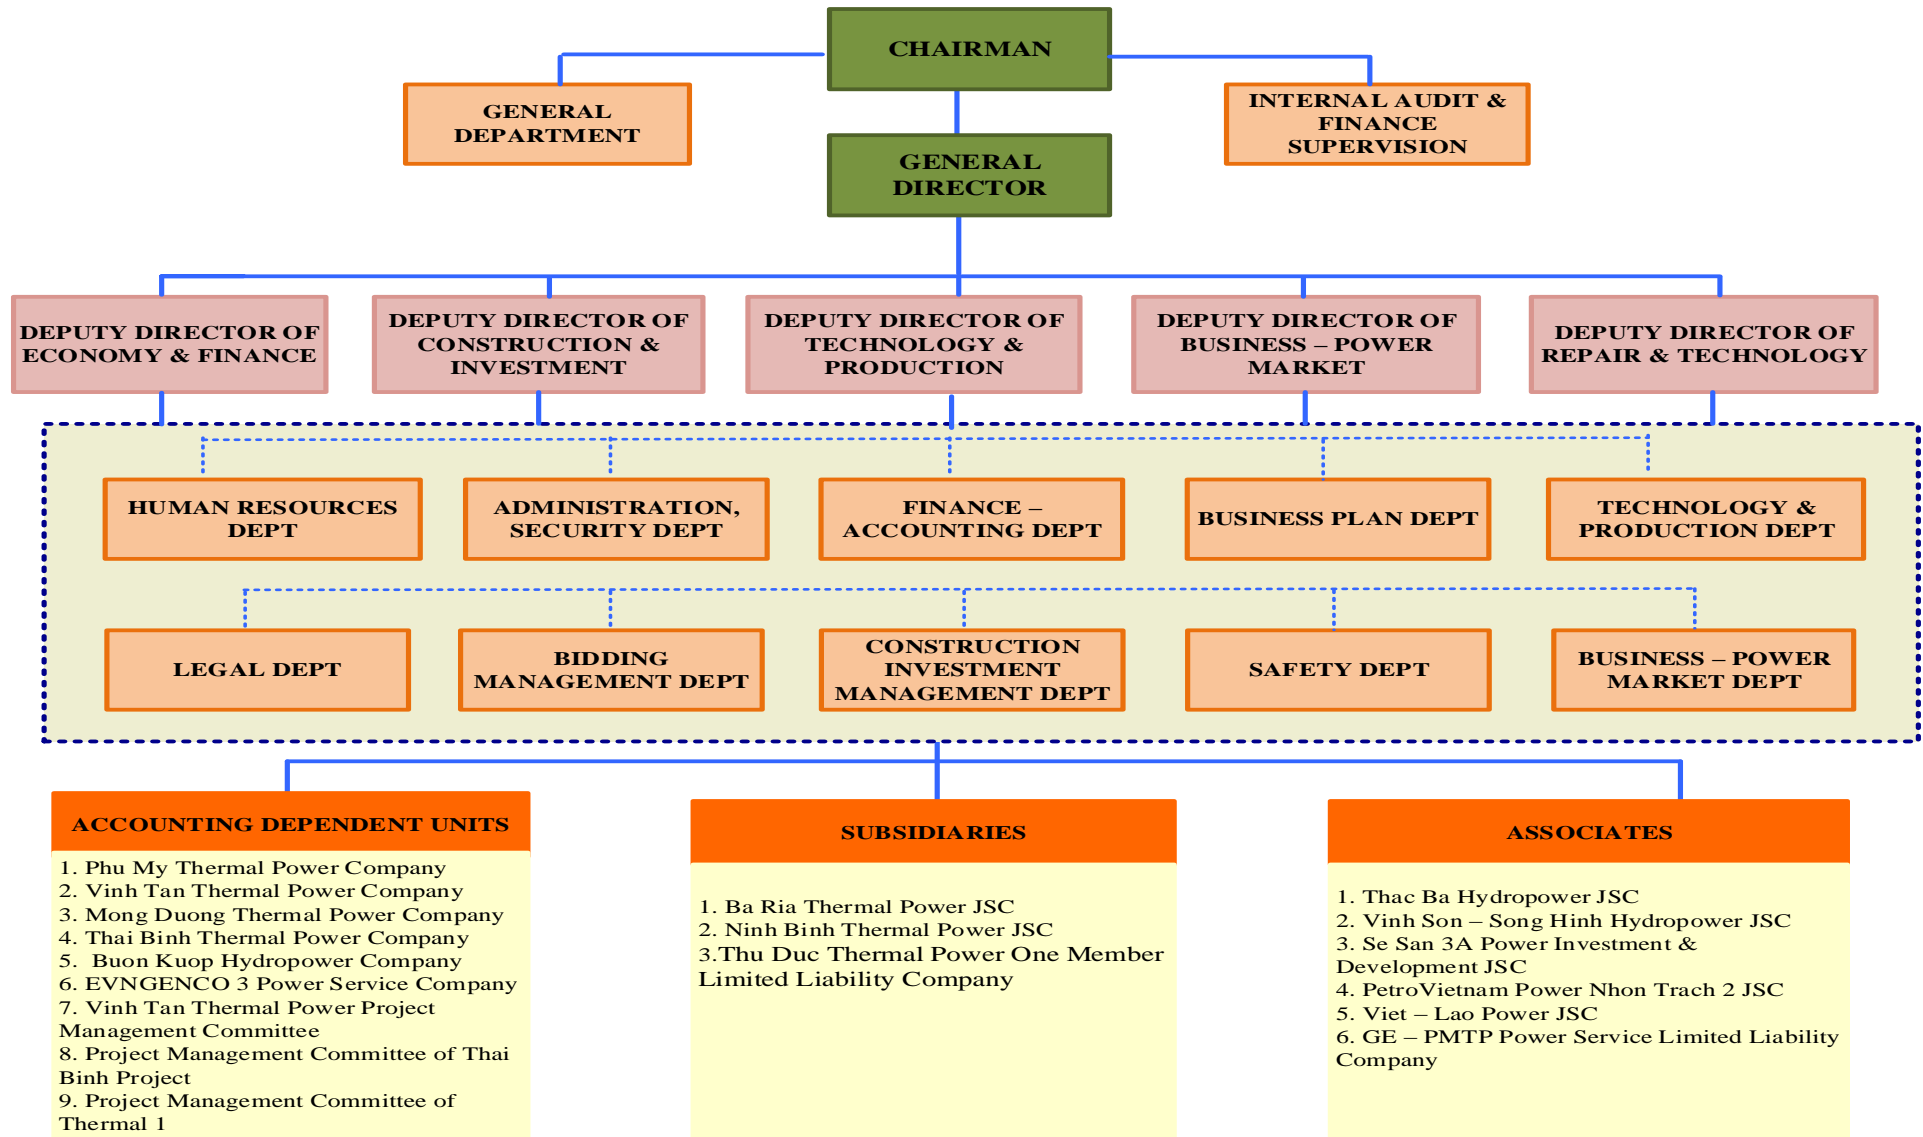 CHAIRMAN
GENERAL
DEPARTMENT
INTERNAL AUDIT &
FINANCE
SUPERVISION
GENERAL
DIRECTOR
DEPUTY DIRECTOR OF
ECONOMY & FINANCE
DEPUTY DIRECTOR OF
CONSTRUCTION &
INVESTMENT
DEPUTY DIRECTOR OF
TECHNOLOGY &
PRODUCTION
DEPUTY DIRECTOR OF
BUSINESS – POWER
MARKET
DEPUTY DIRECTOR OF
REPAIR & TECHNOLOGY
HUMAN RESOURCES
DEPT
ADMINISTRATION,
SECURITY DEPT
FINANCE –
ACCOUNTING DEPT
BUSINESS PLAN DEPT
TECHNOLOGY &
PRODUCTION DEPT
LEGAL DEPT
BIDDING
MANAGEMENT DEPT
CONSTRUCTION
INVESTMENT
MANAGEMENT DEPT
SAFETY DEPT
BUSINESS – POWER
MARKET DEPT
ACCOUNTING DEPENDENT UNITS
1. Phu My Thermal Power Company
2. Vinh Tan Thermal Power Company
3. Mong Duong Thermal Power Company
4. Thai Binh Thermal Power Company
5.  Buon Kuop Hydropower Company
6. EVNGENCO 3 Power Service Company
7. Vinh Tan Thermal Power Project
Management Committee
8. Project Management Committee of Thai
Binh Project
9. Project Management Committee of
Thermal 1
SUBSIDIARIES
1. Ba Ria Thermal Power JSC
2. Ninh Binh Thermal Power JSC
3.Thu Duc Thermal Power One Member
Limited Liability Company
ASSOCIATES
1. Thac Ba Hydropower JSC
2. Vinh Son – Song Hinh Hydropower JSC
3. Se San 3A Power Investment &
Development JSC
4. PetroVietnam Power Nhon Trach 2 JSC
5. Viet – Lao Power JSC
6. GE – PMTP Power Service Limited Liability
Company